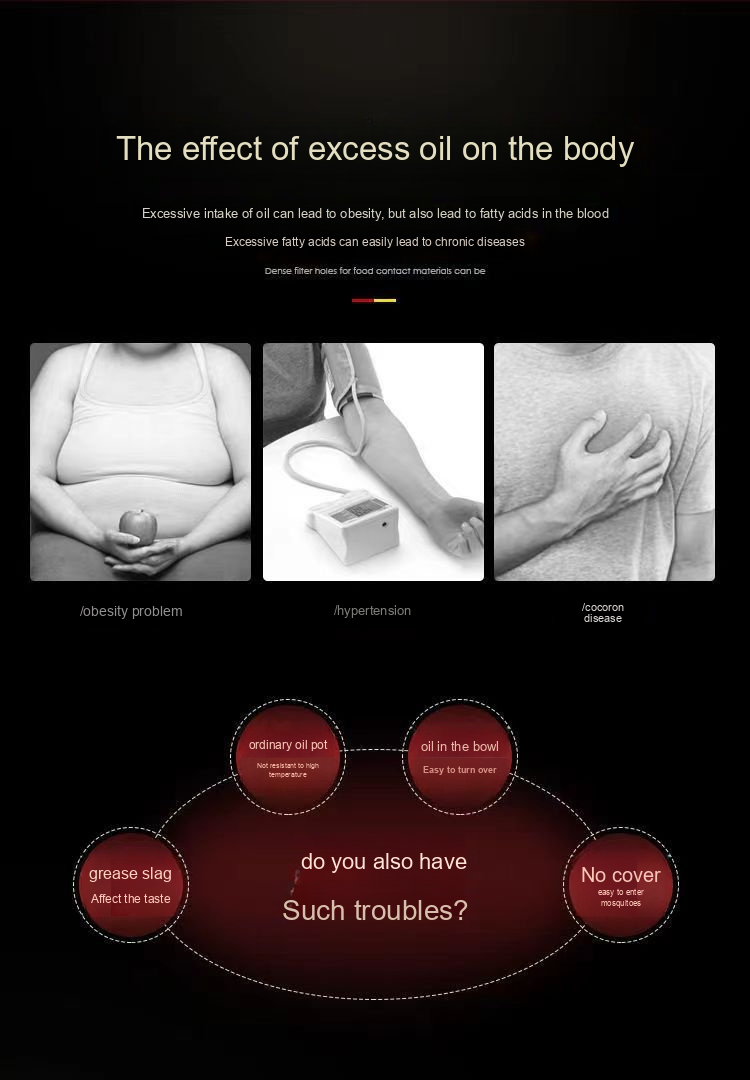 The effect of excess oil on the body
Excessive intake of oil can lead to obesity, but also lead to fatty acids in the blood
Excessive fatty acids can easily lead to chronic diseases
Dense filter holes for food contact materials can be
/obesity problem
/hypertension
/cocoron
disease
ordinary oil pot
Not resistant to high
temperature
oil in the bowl
Easy to turn over
grease slag
Affect the taste
do you also have
Such troubles?
No cover
easy to enter
mosquitoes